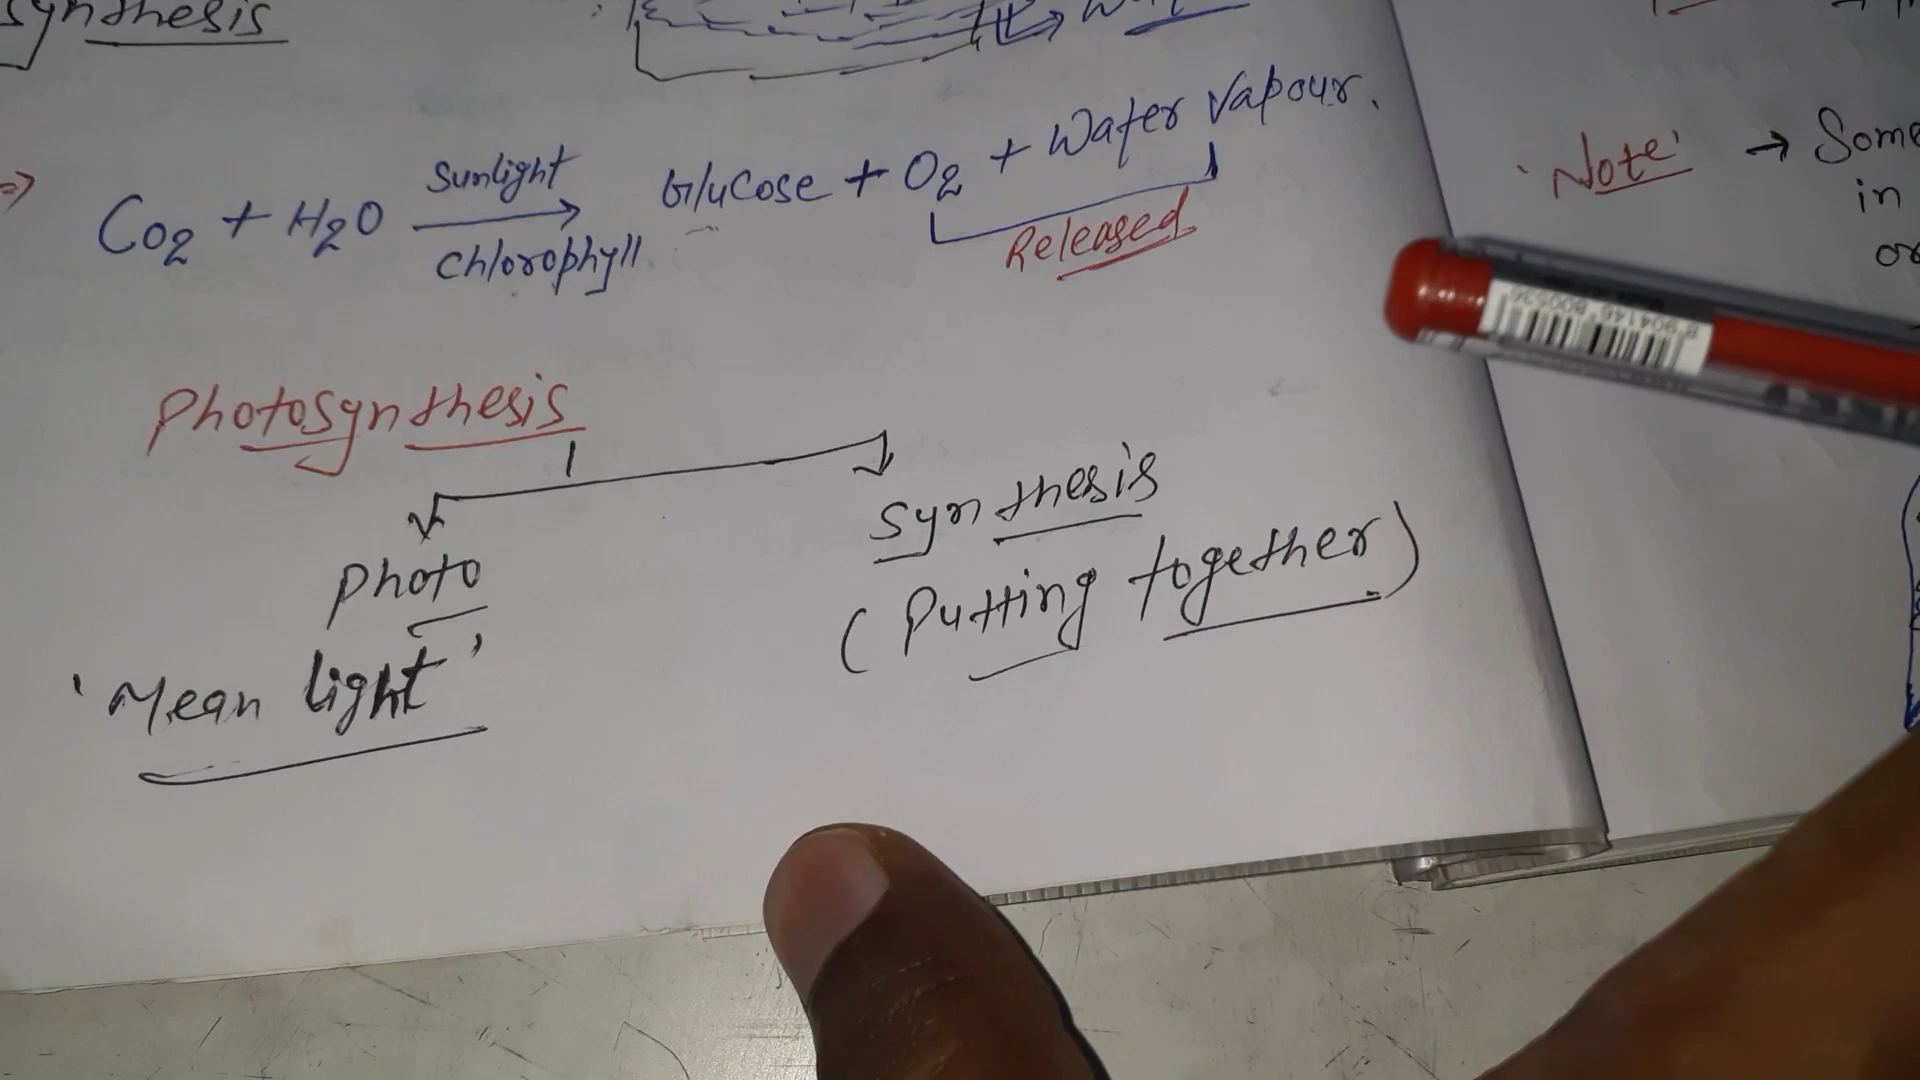 synthesis
Sunlight
CO2 + H2O → Glucose + O2 + Water Vapour.
Chlorophyll
Released
Photosynthesis
Photo
Synthesis
'Mean light'
(Putting together)
'Note' → Some
in
or